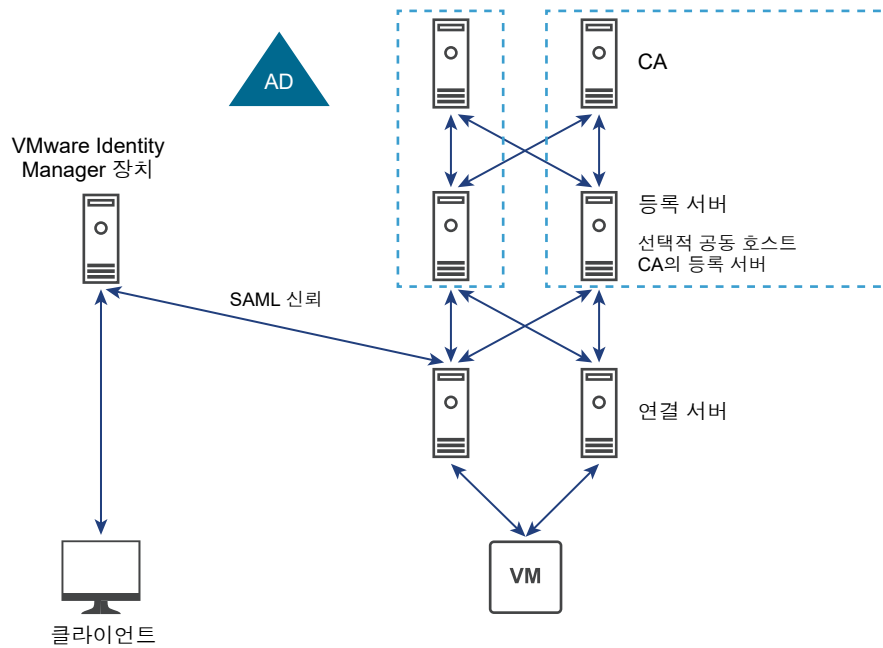 AD
CA
VMware Identity
Manager 장치
등록 서버
선택적 공동 호스트
CA의 등록 서버
SAML 신뢰
연결 서버
VM
클라이언트